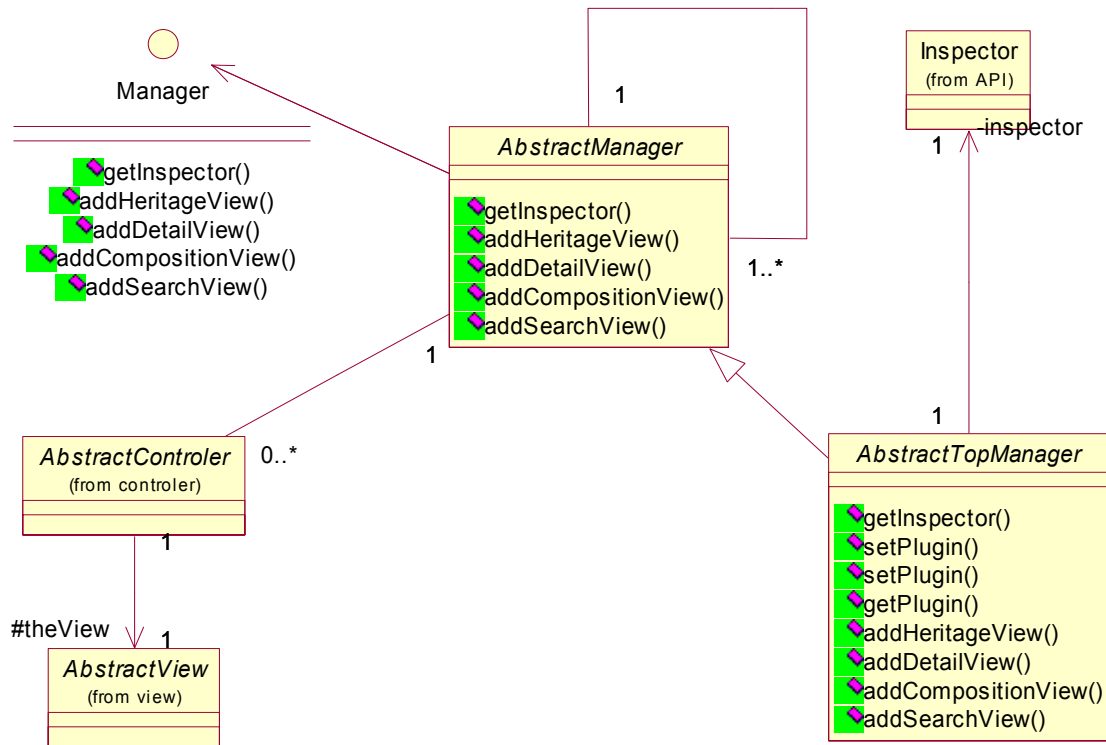 Manager
getInspector()
addHeritageView()
addDetailView()
addCompositionView()
addSearchView()
1
AbstractManager
getInspector()
addHeritageView()
addDetailView()
addCompositionView()
addSearchView()
1..*
1
Inspector
(from API)
-inspector
1
1
AbstractTopManager
getInspector()
setPlugin()
setPlugin()
getPlugin()
addHeritageView()
addDetailView()
addCompositionView()
addSearchView()
0..*
AbstractControler
(from controler)
1
#theView
1
AbstractView
(from view)